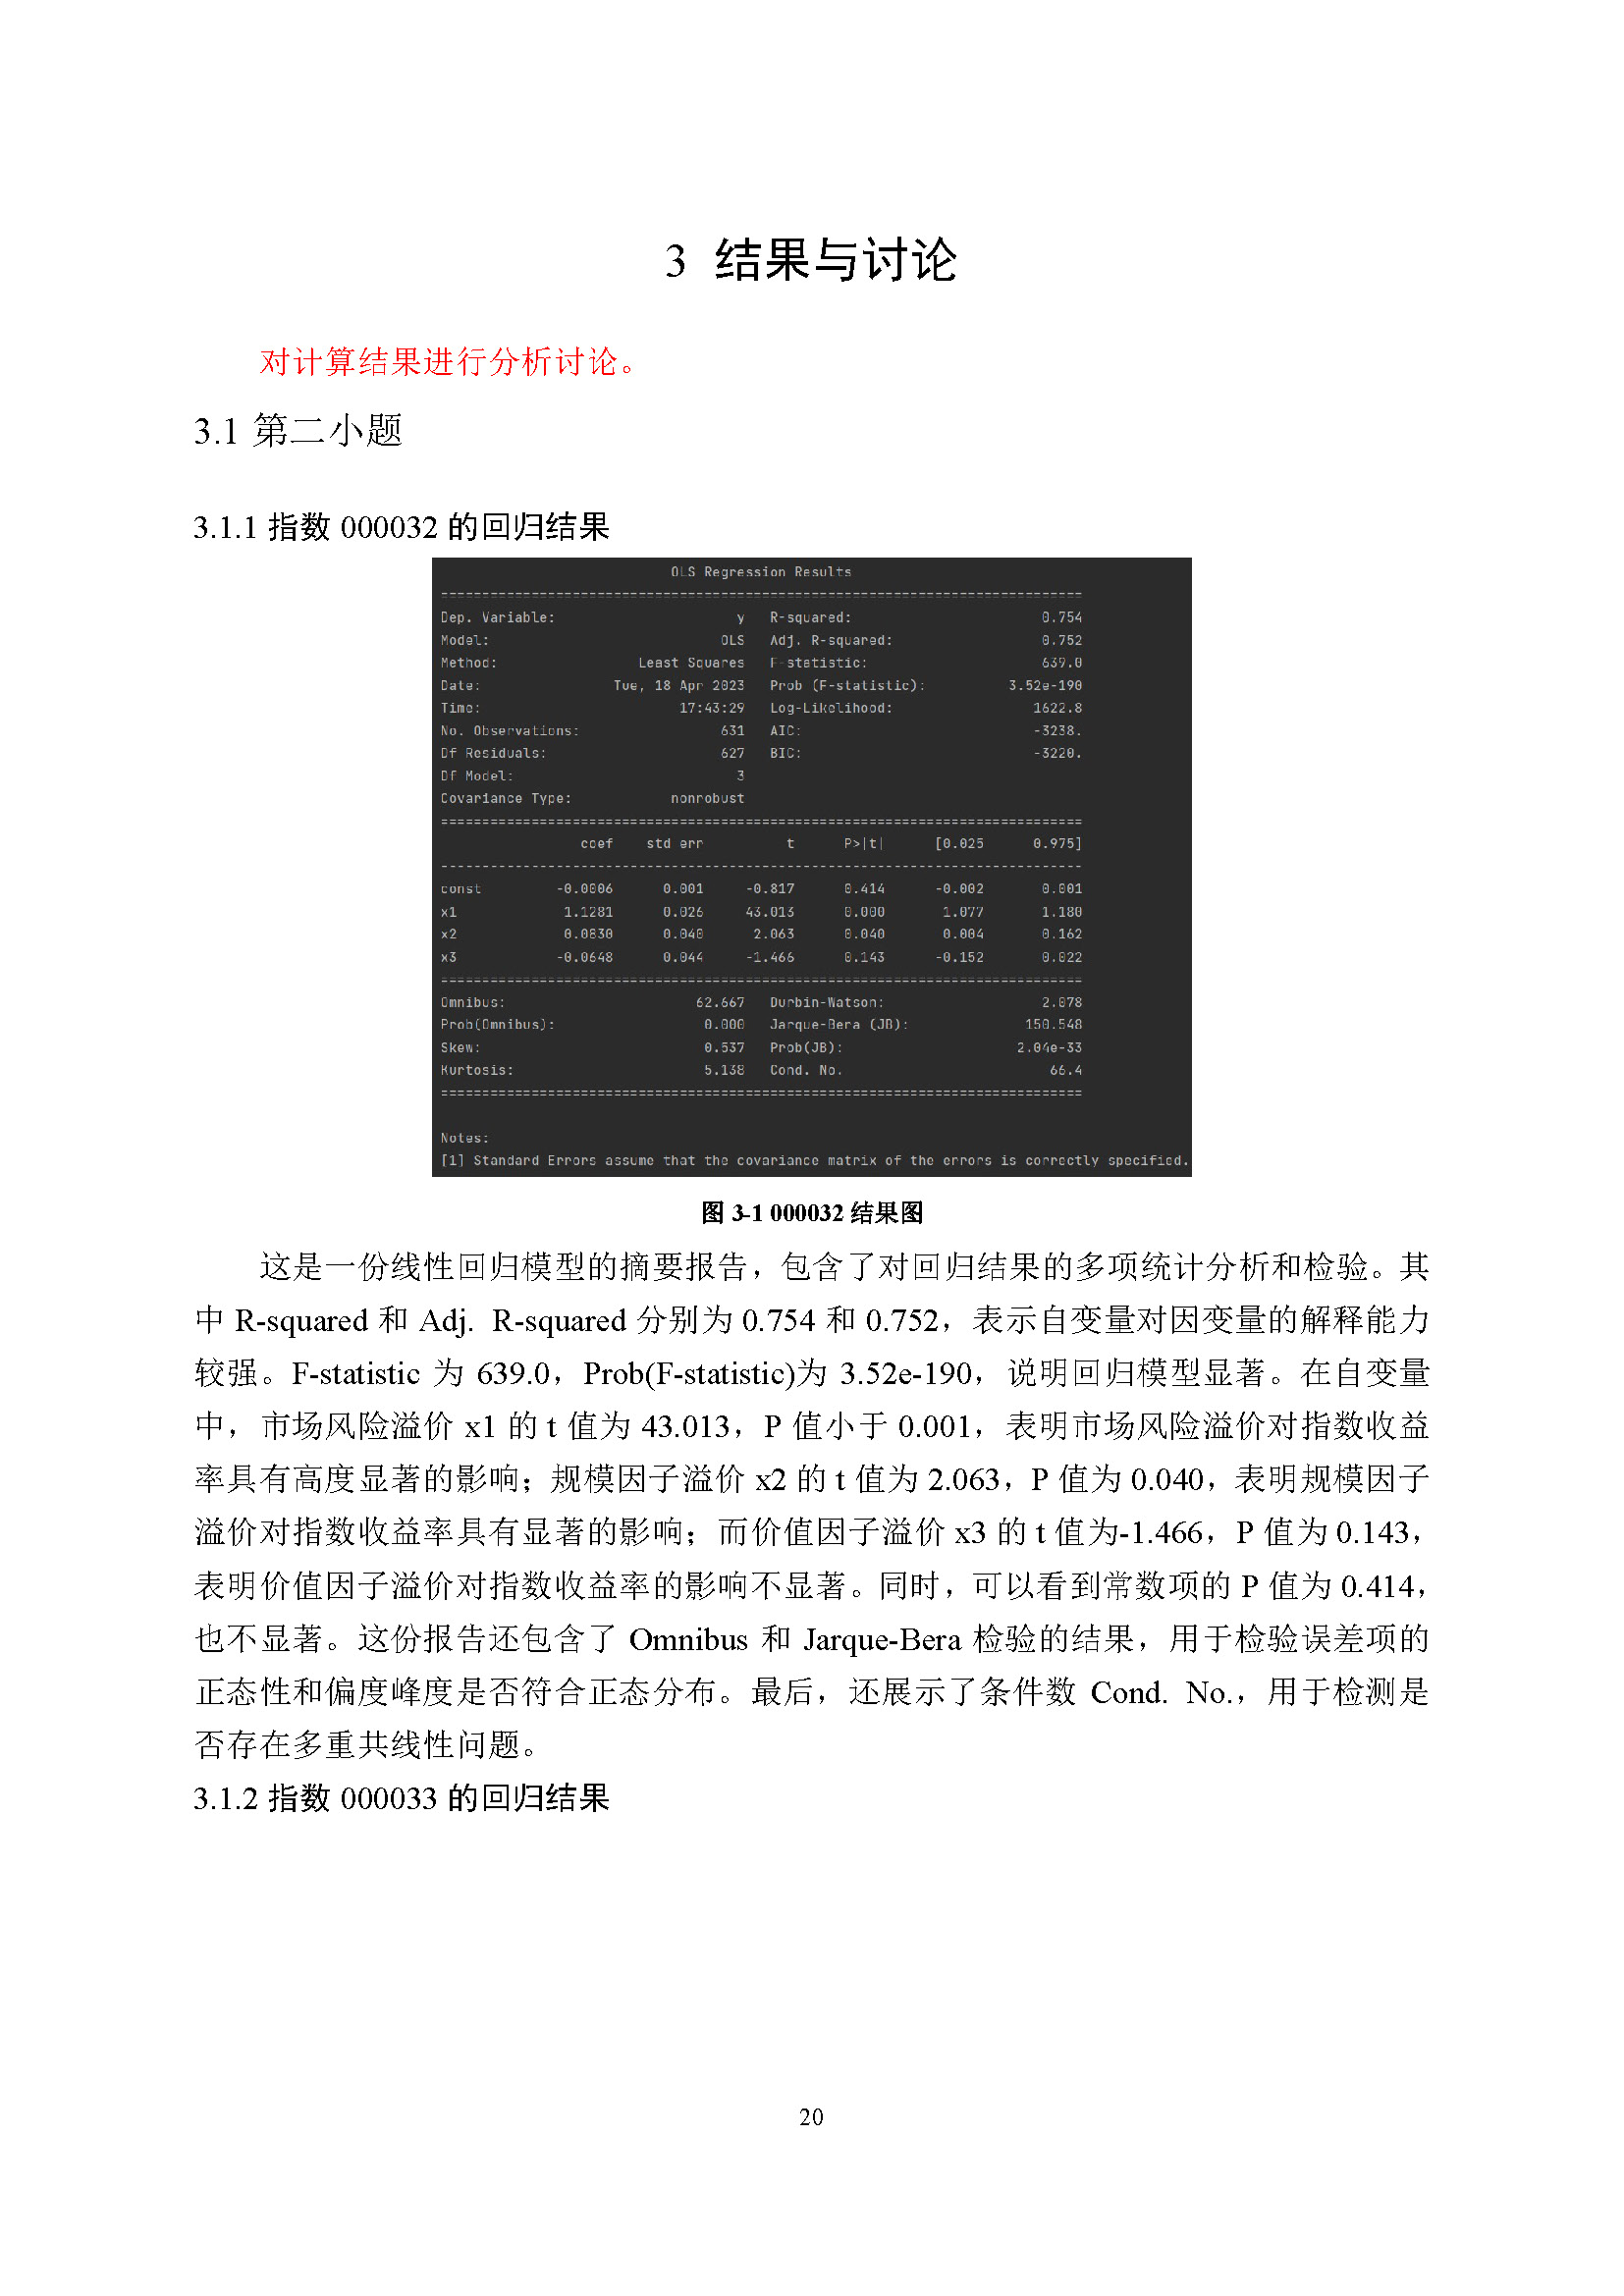 3 结果与讨论
对计算结果进行分析讨论。
3.1 第二小题
3.1.1 指数 000032 的回归结果
OLS Regression Results
==============================================================================
Dep. Variable: y R-squared: 0.754
Model: OLS Adj. R-squared: 0.752
Method: Least Squares F-statistic: 639.0
Date: Tue, 18 Apr 2023 Prob (F-statistic): 3.52e-190
Time: 17:43:29 Log-Likelihood: 1622.8
No. Observations: 631 AIC: -3238.
Df Residuals: 627 BIC: -3220.
Df Model: 3
Covariance Type: nonrobust
==============================================================================
coef std err t P>|t| [0.025 0.975]
------------------------------------------------------------------------------
const -0.0006 0.001 -0.817 0.414 -0.002 0.001
x1 1.1281 0.026 43.013 0.000 1.077 1.180
x2 0.0830 0.040 2.063 0.040 0.004 0.162
x3 -0.0648 0.044 -1.466 0.143 -0.152 0.022
==============================================================================
Omnibus: 62.667 Durbin-Watson: 2.078
Prob(Omnibus): 0.000 Jarque-Bera (JB): 150.548
Skew: 0.537 Prob(JB): 2.04e-33
Kurtosis: 5.138 Cond. No. 66.4
==============================================================================
Notes:
[1] Standard Errors assume that the covariance matrix of the errors is correctly specified.
图 3-1 000032 结果图
这是一份线性回归模型的摘要报告，包含了对回归结果的多项统计分析和检验。其
中 R-squared 和 Adj. R-squared 分别为 0.754 和 0.752，表示自变量对因变量的解释能力
较强。F-statistic 为 639.0，Prob(F-statistic)为 3.52e-190，说明回归模型显著。在自变量
中，市场风险溢价 x1 的 t 值为 43.013，P 值小于 0.001，表明市场风险溢价对指数收益
率具有高度显著的影响；规模因子溢价 x2 的 t 值为 2.063，P 值为 0.040，表明规模因子
溢价对指数收益率具有显著的影响；而价值因子溢价 x3 的 t 值为-1.466，P 值为 0.143，
表明价值因子溢价对指数收益率的影响不显著。同时，可以看到常数项的 P 值为 0.414，
也不显著。这份报告还包含了 Omnibus 和 Jarque-Bera 检验的结果，用于检验误差项的
正态性和偏度峰度是否符合正态分布。最后，还展示了条件数 Cond. No.，用于检测是
否存在多重共线性问题。
3.1.2 指数 000033 的回归结果
20